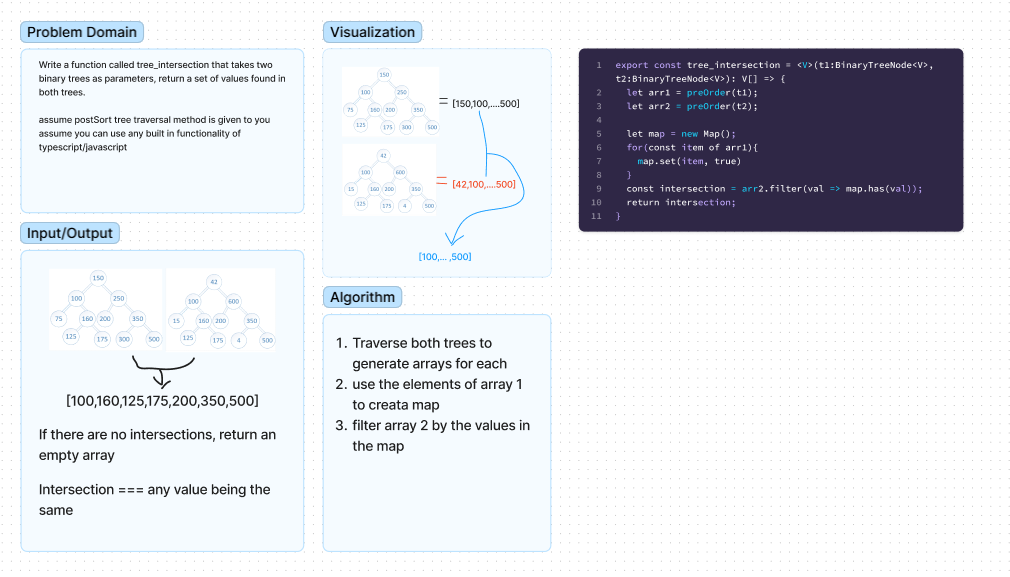 Problem Domain
Write a function called tree_intersection that takes two
binary trees as parameters, return a set of values found in
both trees.
assume postSort tree traversal method is given to you
assume you can use any built in functionality of
typescript/javascript
Input/Output
150
100 250
75 160 200 350
125 175 300 500
42
100 600
15 160 200 350
125 175 4 500
[100,160,125,175,200,350,500]
If there are no intersections, return an
empty array
Intersection === any value being the
same
Visualization
150
100 250
75 160 200 350
125 175 300 500
= [150,100,....500]
42
100 600
15 160 200 350
125 175 4 500
= [42,100,....500]
[100,... ,500]
Algorithm
1. Traverse both trees to
generate arrays for each
2. use the elements of array 1
to creata map
3. filter array 2 by the values in
the map
1 export const tree_intersection = <V>(t1:BinaryTreeNode<V>,
t2:BinaryTreeNode<V>): V[] => {
2 let arr1 = preOrder(t1);
3 let arr2 = preOrder(t2);
4
5 let map = new Map();
6 for(const item of arr1){
7 map.set(item, true)
8 }
9 const intersection = arr2.filter(val => map.has(val));
10 return intersection;
11 }